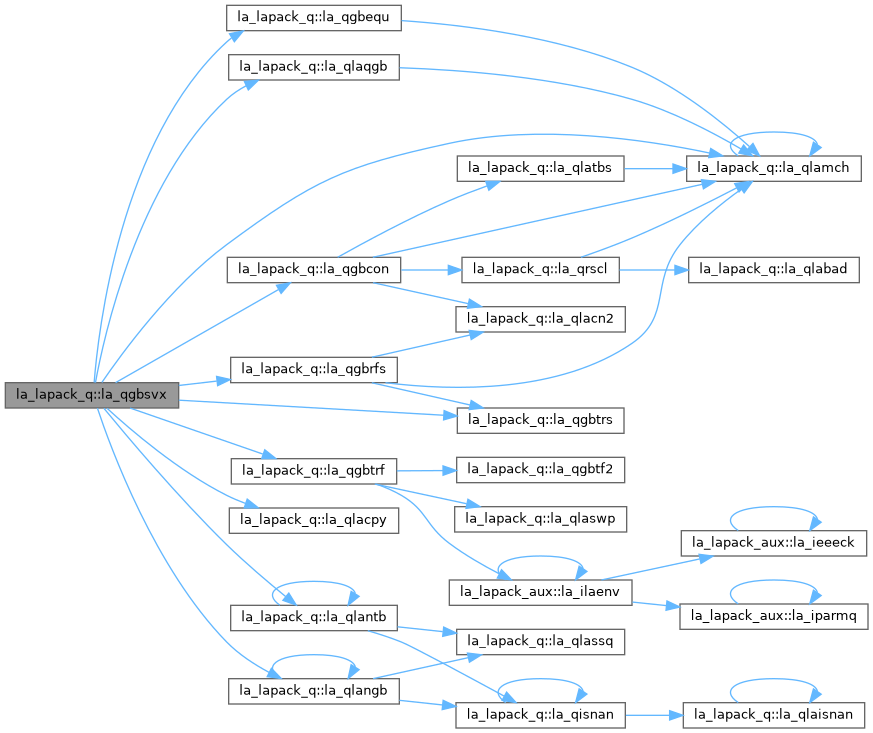 la_lapack_q::la_qgbequ
la_lapack_q::la_qlaqgb
la_lapack_q::la_qlatbs
la_lapack_q::la_qlamch
la_lapack_q::la_qgbcon
la_lapack_q::la_qrscl
la_lapack_q::la_qlabad
la_lapack_q::la_qlacn2
la_lapack_q::la_qgbrfs
la_lapack_q::la_qgbsvx
la_lapack_q::la_qgbtrs
la_lapack_q::la_qgbtrf
la_lapack_q::la_qgbtf2
la_lapack_q::la_qlacpy
la_lapack_q::la_qlaswp
la_lapack_aux::la_ieeeck
la_lapack_aux::la_ilaenv
la_lapack_q::la_qlantb
la_lapack_aux::la_iparmq
la_lapack_q::la_qlassq
la_lapack_q::la_qlangb
la_lapack_q::la_qisnan
la_lapack_q::la_qlaisnan